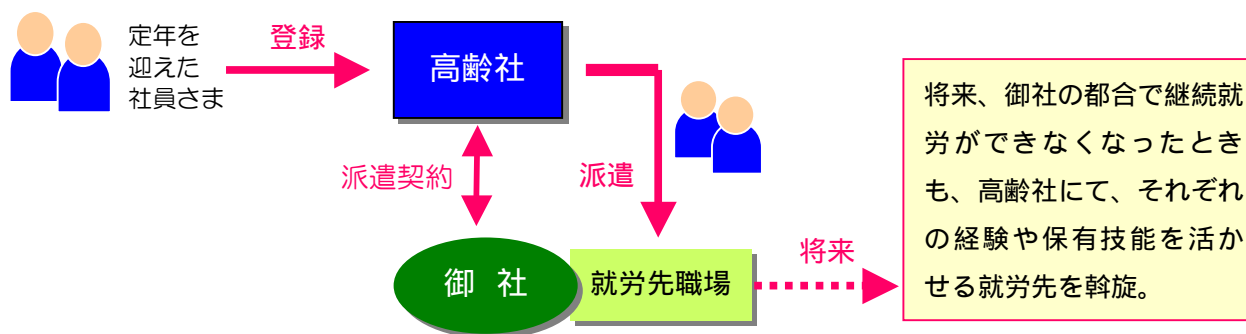 定年を
迎えた
社員さま
登録
高齢社
派遣契約
派遣
御 社
就労先職場
将来
将来、御社の都合で継続就
労ができなくなったとき
も、高齢社にて、それぞれ
の経験や保有技能を活か
せる就労先を斡旋。